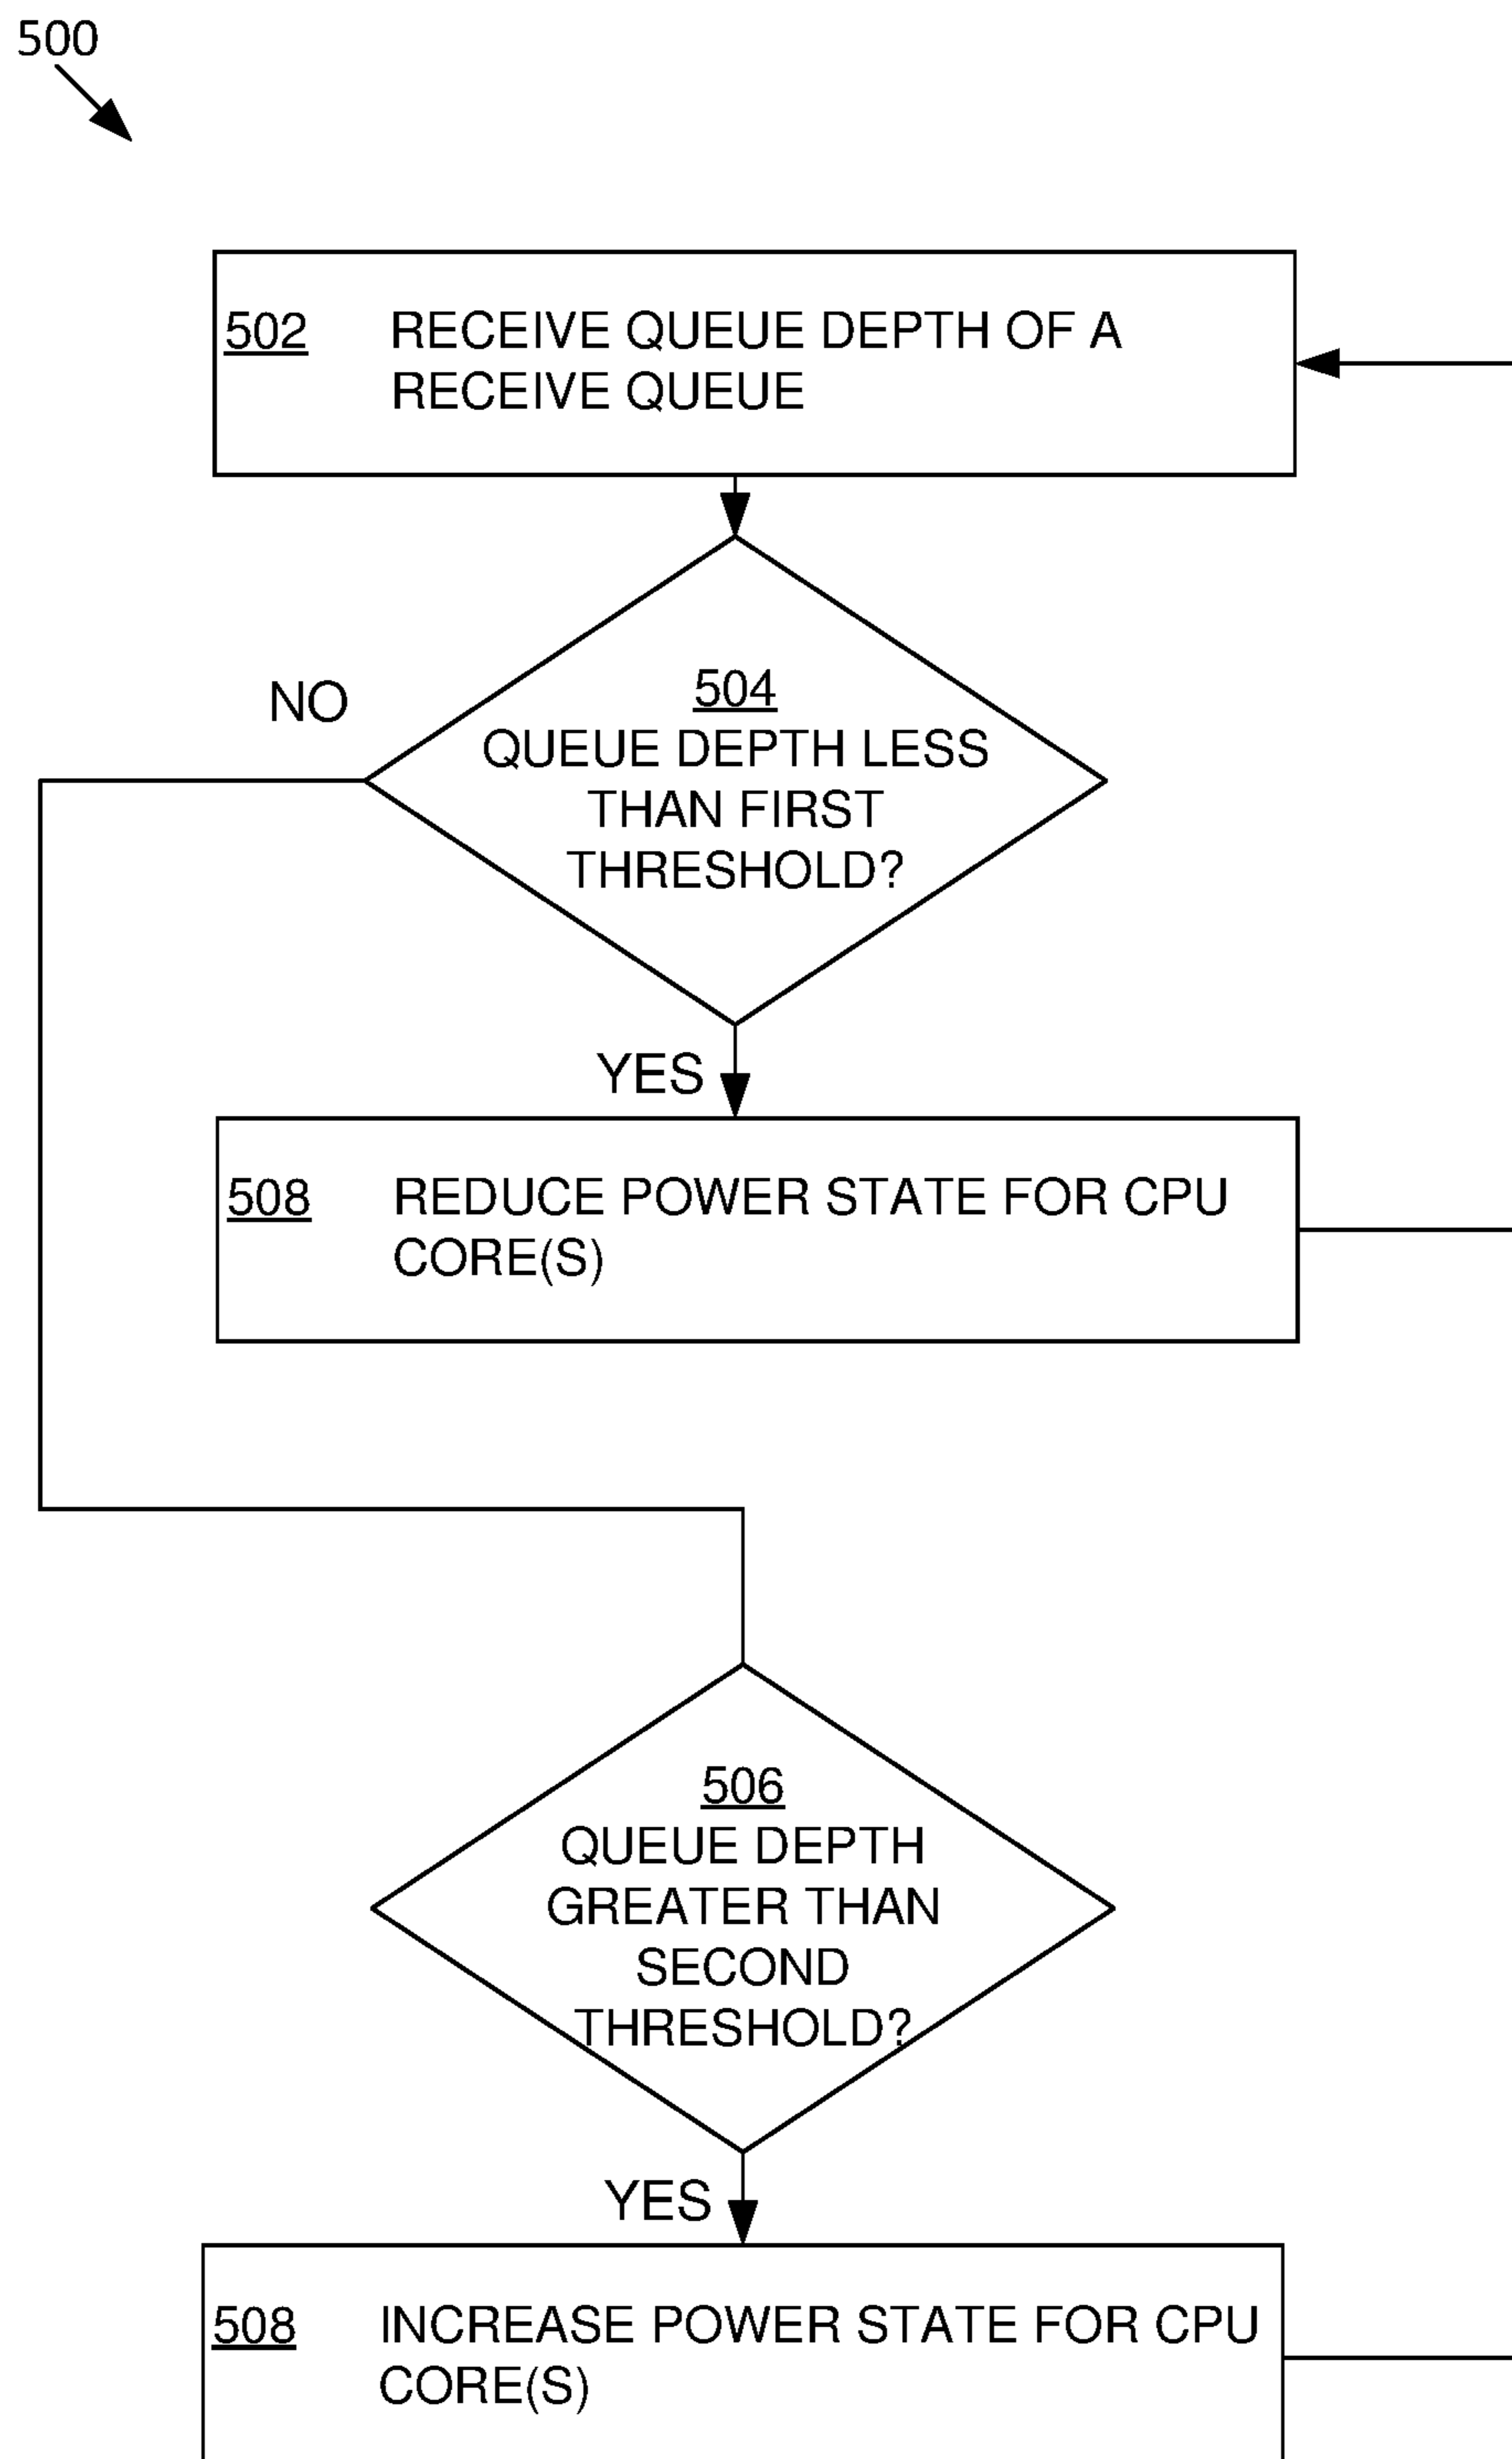 500
502 RECEIVE QUEUE DEPTH OF A
RECEIVE QUEUE
504
QUEUE DEPTH LESS
THAN FIRST
THRESHOLD?
NO
YES
508 REDUCE POWER STATE FOR CPU
CORE(S)
506
QUEUE DEPTH
GREATER THAN
SECOND
THRESHOLD?
YES
508 INCREASE POWER STATE FOR CPU
CORE(S)